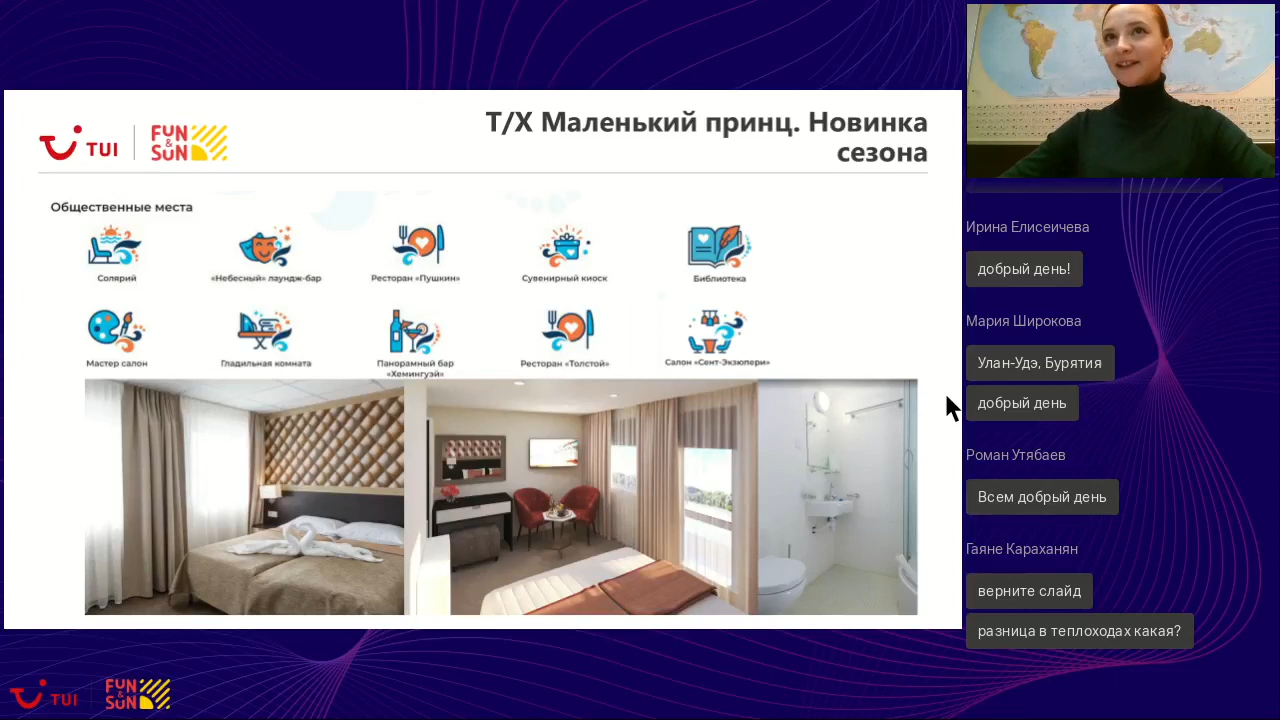 TUI
FUN
&
SUN
Т/Х Маленький принц. Новинка
сезона
Общественные места
Солярий
«Небесный» лаундж-бар
Ресторан «Пушкин»
Сувенирный киоск
Библиотека
Мастер салон
Гладильная комната
Панорамный бар
«Хемингуэй»
Ресторан «Толстой»
Салон «Сент-Экзюпери»
Ирина Елисеичева
добрый день!
Мария Широкова
Улан-Удэ, Бурятия
добрый день
Роман Утябаев
Всем добрый день
Гаяне Караханян
верните слайд
разница в теплоходах какая?
TUI
FUN
&
SUN